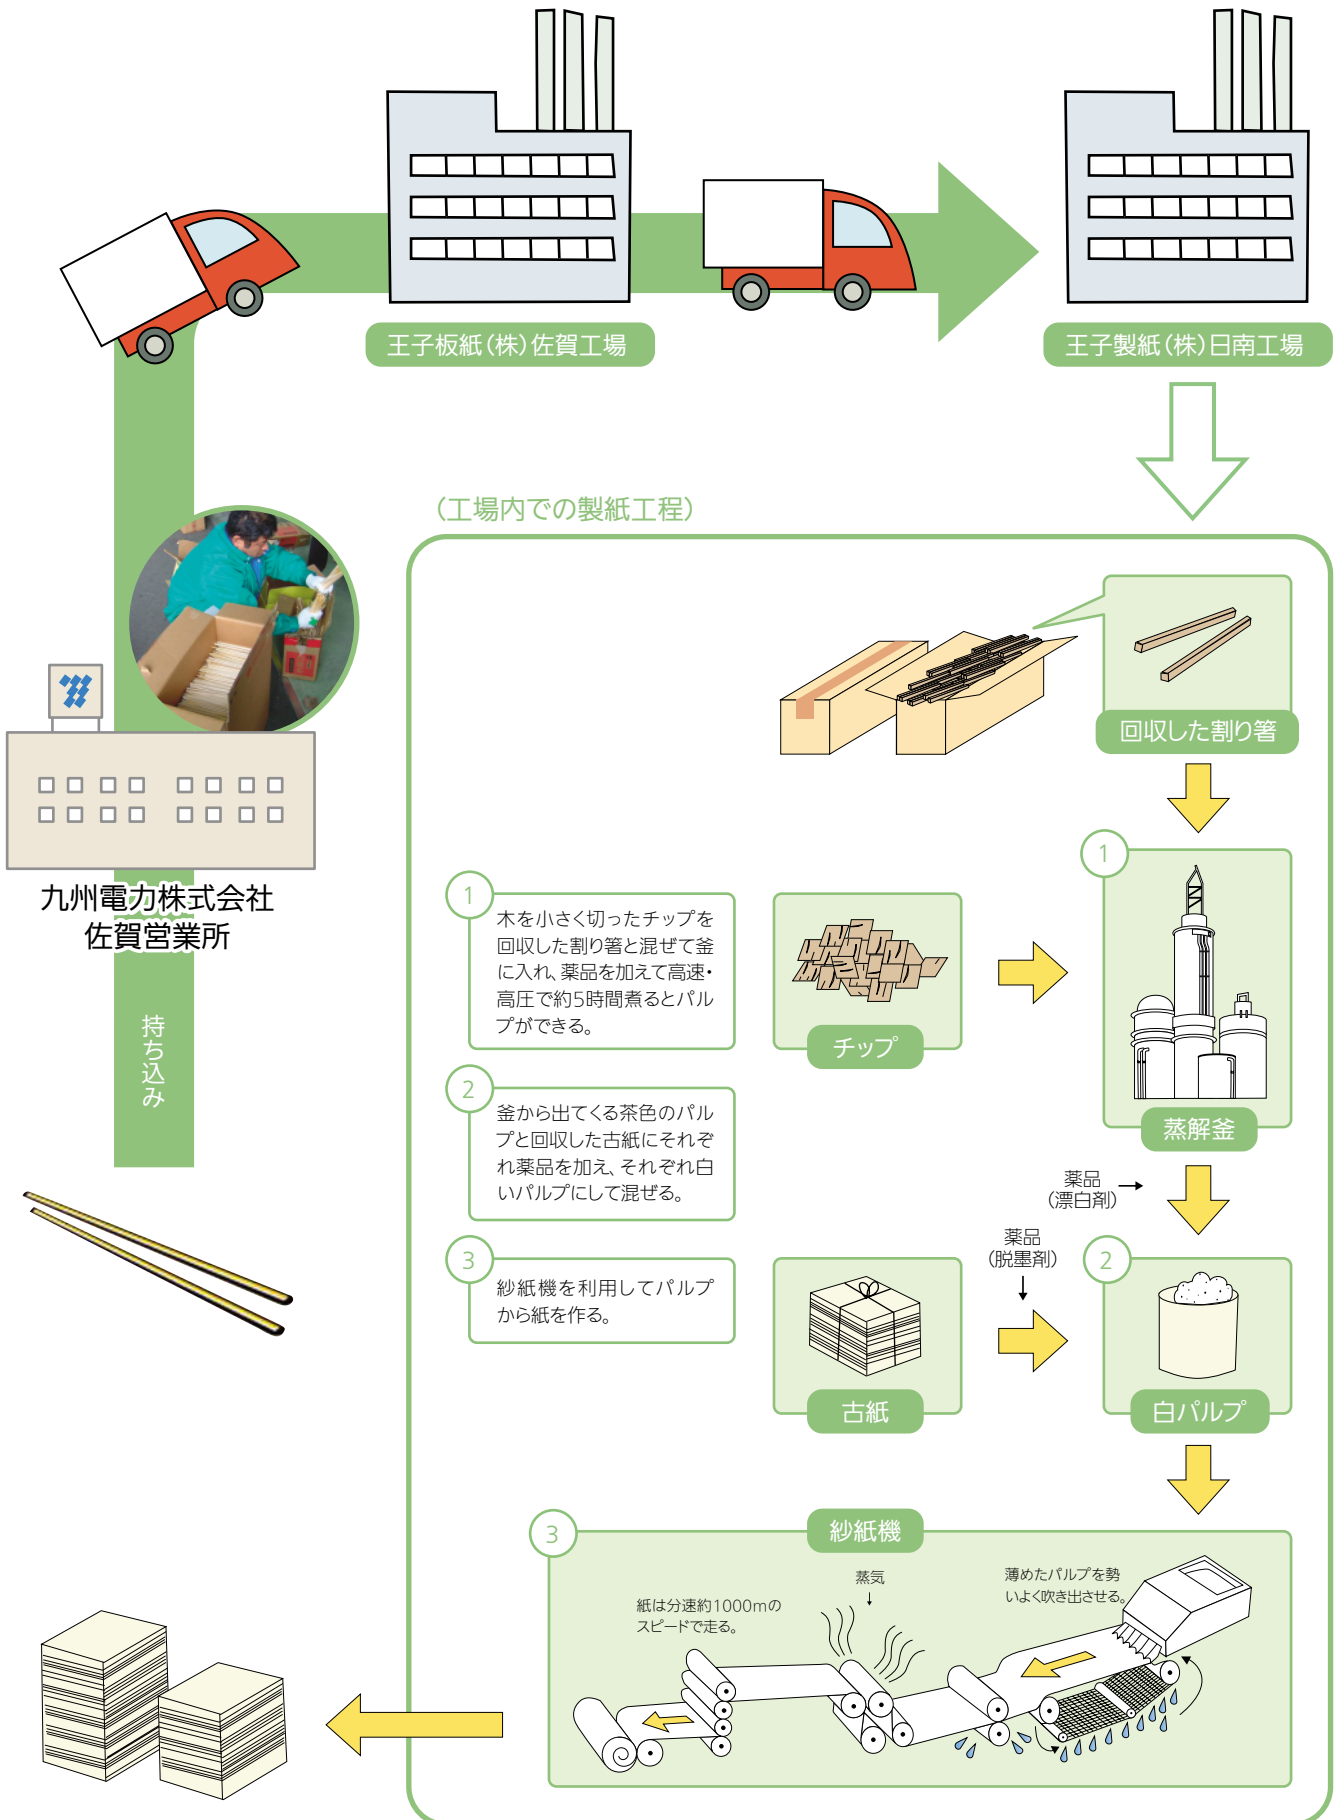 王子板紙(株)佐賀工場
王子製紙(株)日南工場
九州電力株式会社
佐賀営業所
持ち込み
(工場内での製紙工程)
回収した割り箸
1
木を小さく切ったチップを
回収した割り箸と混ぜて釜
に入れ、薬品を加えて高速・
高圧で約5時間煮るとパル
プができる。
チップ
1
蒸解釜
2
釜から出てくる茶色のパル
プと回収した古紙にそれぞ
れ薬品を加え、それぞれ白
いパルプにして混ぜる。
薬品
(漂白剤)
3
紗紙機を利用してパルプ
から紙を作る。
薬品
(脱墨剤)
古紙
2
白パルプ
3
紗紙機
紙は分速約1000mの
スピードで走る。
蒸気
薄めたパルプを勢
いよく吹き出させる。